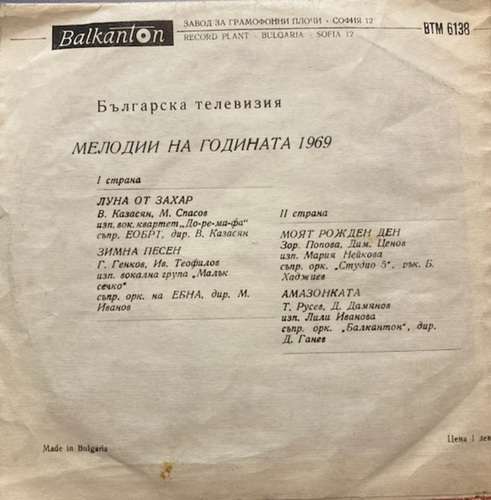 Balkanton
ЗАВОД ЗА ГРАМОФОННИ ПЛОЧИ · СОФИЯ 12
RECORD PLANT · BULGARIA · SOFIA 12
ВТМ 6138
Българска телевизия
МЕЛОДИИ НА ГОДИНАТА 1969
I страна
ЛУНА ОТ ЗАХАР
В. Казасян, М. Спасов
изп. вок. квартет „До-ре-ми-фа“
съпр. ЕОБРТ, дир. В. Казасян
ЗИМНА ПЕСЕН
Г. Генков, Ив. Теофилов
изп. вокална група „Малък
сечко“
съпр. орк. на ЕБНА, дир. М.
Иванов
II страна
МОЯТ РОЖДЕН ДЕН
Зор. Попова, Дим. Ценов
изп. Мария Нейкова
съпр. орк. „Студио 5“, рък. Б.
Хаджиев
АМАЗОНКАТА
Т. Русев, Д. Дамянов
изп. Лили Иванова
съпр. орк. „Балкантон“, дир.
Д. Ганев
Made in Bulgaria
Цена 1 лев